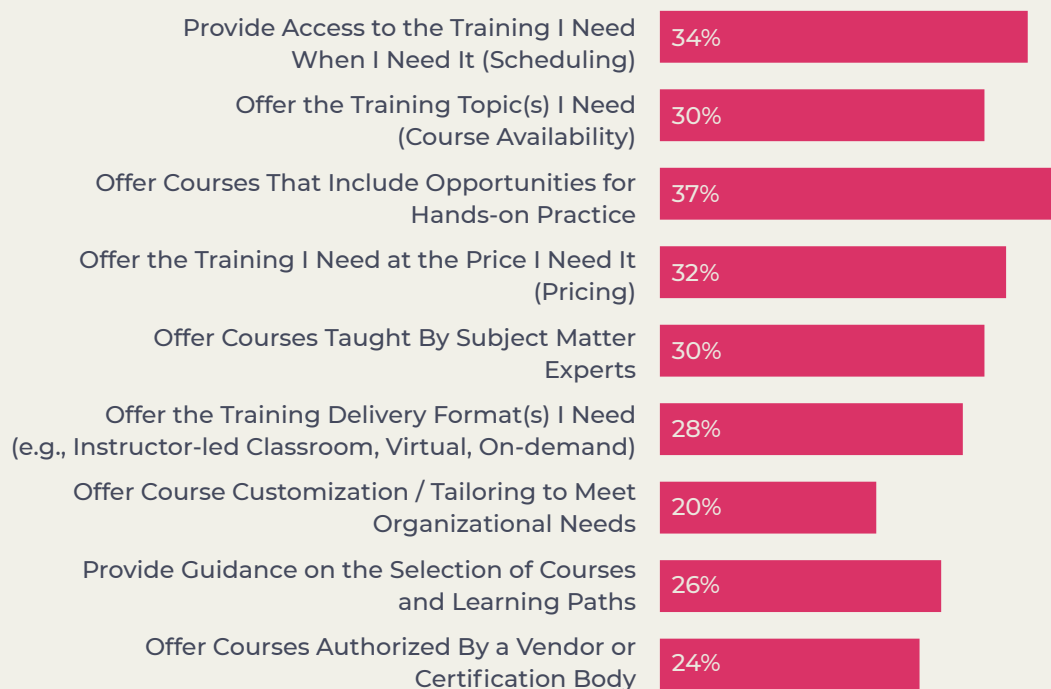 Provide Access to the Training I Need
When I Need It (Scheduling)
34%
Offer the Training Topic(s) I Need
(Course Availability)
30%
Offer Courses That Include Opportunities for
Hands-on Practice
37%
Offer the Training I Need at the Price I Need It
(Pricing)
32%
Offer Courses Taught By Subject Matter
Experts
30%
Offer the Training Delivery Format(s) I Need
(e.g., Instructor-led Classroom, Virtual, On-demand)
28%
Offer Course Customization / Tailoring to Meet
Organizational Needs
20%
Provide Guidance on the Selection of Courses
and Learning Paths
26%
Offer Courses Authorized By a Vendor or
Certification Body
24%